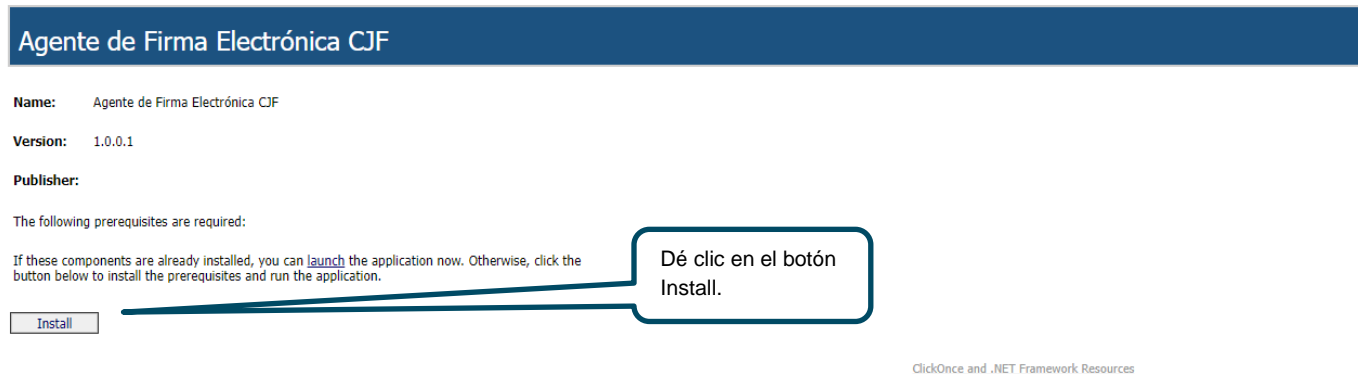 Agente de Firma Electrónica CJF
Name: Agente de Firma Electrónica CJF
Version: 1.0.0.1
Publisher:
The following prerequisites are required:
If these components are already installed, you can launch the application now. Otherwise, click the
button below to install the prerequisites and run the application.
Dé clic en el botón
Install.
Install
ClickOnce and .NET Framework Resources